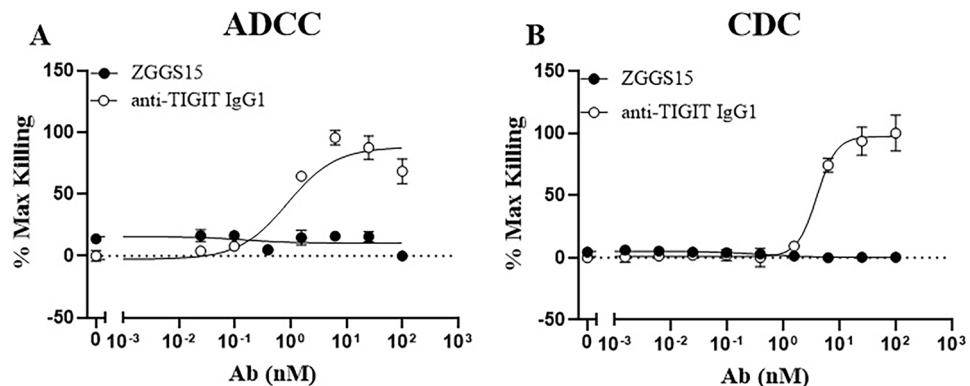 A
ADCC
ZGGS15
anti-TIGIT IgG1
% Max Killing
150
100
50
0
-50
0 10-3 10-2 10-1 100 101 102 103
Ab (nM)
B
CDC
ZGGS15
anti-TIGIT IgG1
% Max Killing
150
100
50
0
-50
0 10-3 10-2 10-1 100 101 102 103
Ab (nM)